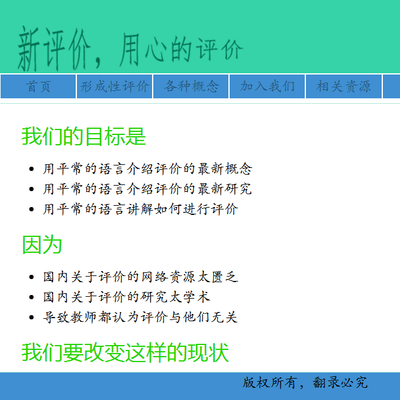 新评价，用心的评价
首页 形成性评价 各种概念 加入我们 相关资源
我们的目标是
用平常的语言介绍评价的最新概念
用平常的语言介绍评价的最新研究
用平常的语言讲解如何进行评价
因为
国内关于评价的网络资源太匮乏
国内关于评价的研究太学术
导致教师都认为评价与他们无关
我们要改变这样的现状
版权所有，翻录必究